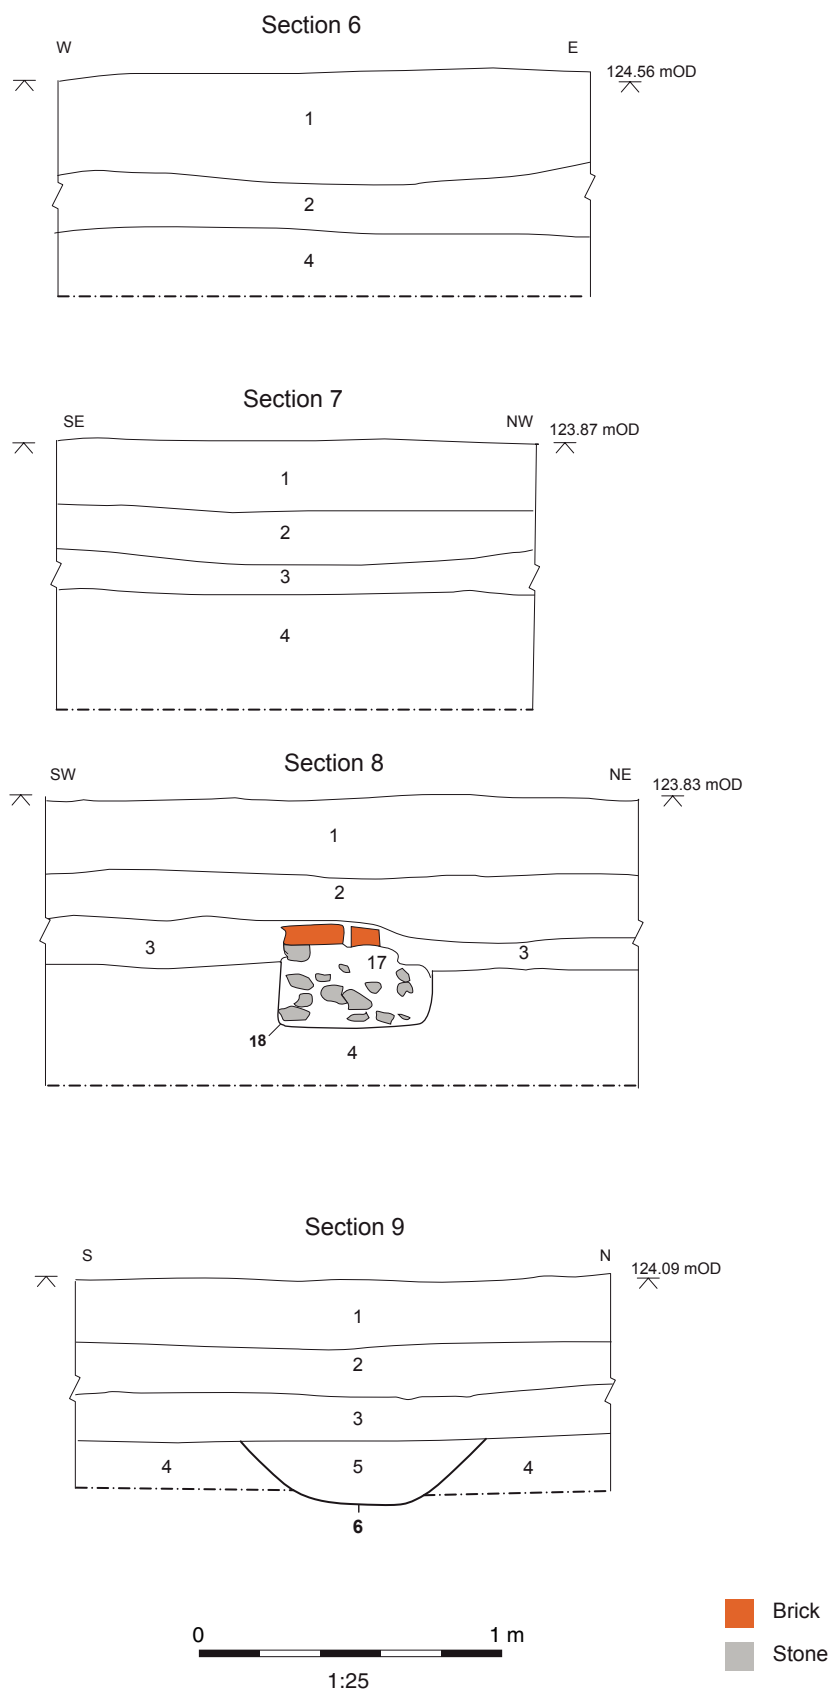 Section 6
W E
124.56 mOD
1
2
4
Section 7
SE NW
123.87 mOD
1
2
3
4
Section 8
SW NE
123.83 mOD
1
2
3 17 3
18
4
Section 9
S N
124.09 mOD
1
2
3
4 5 4
6
0 1 m
1:25
Brick
Stone